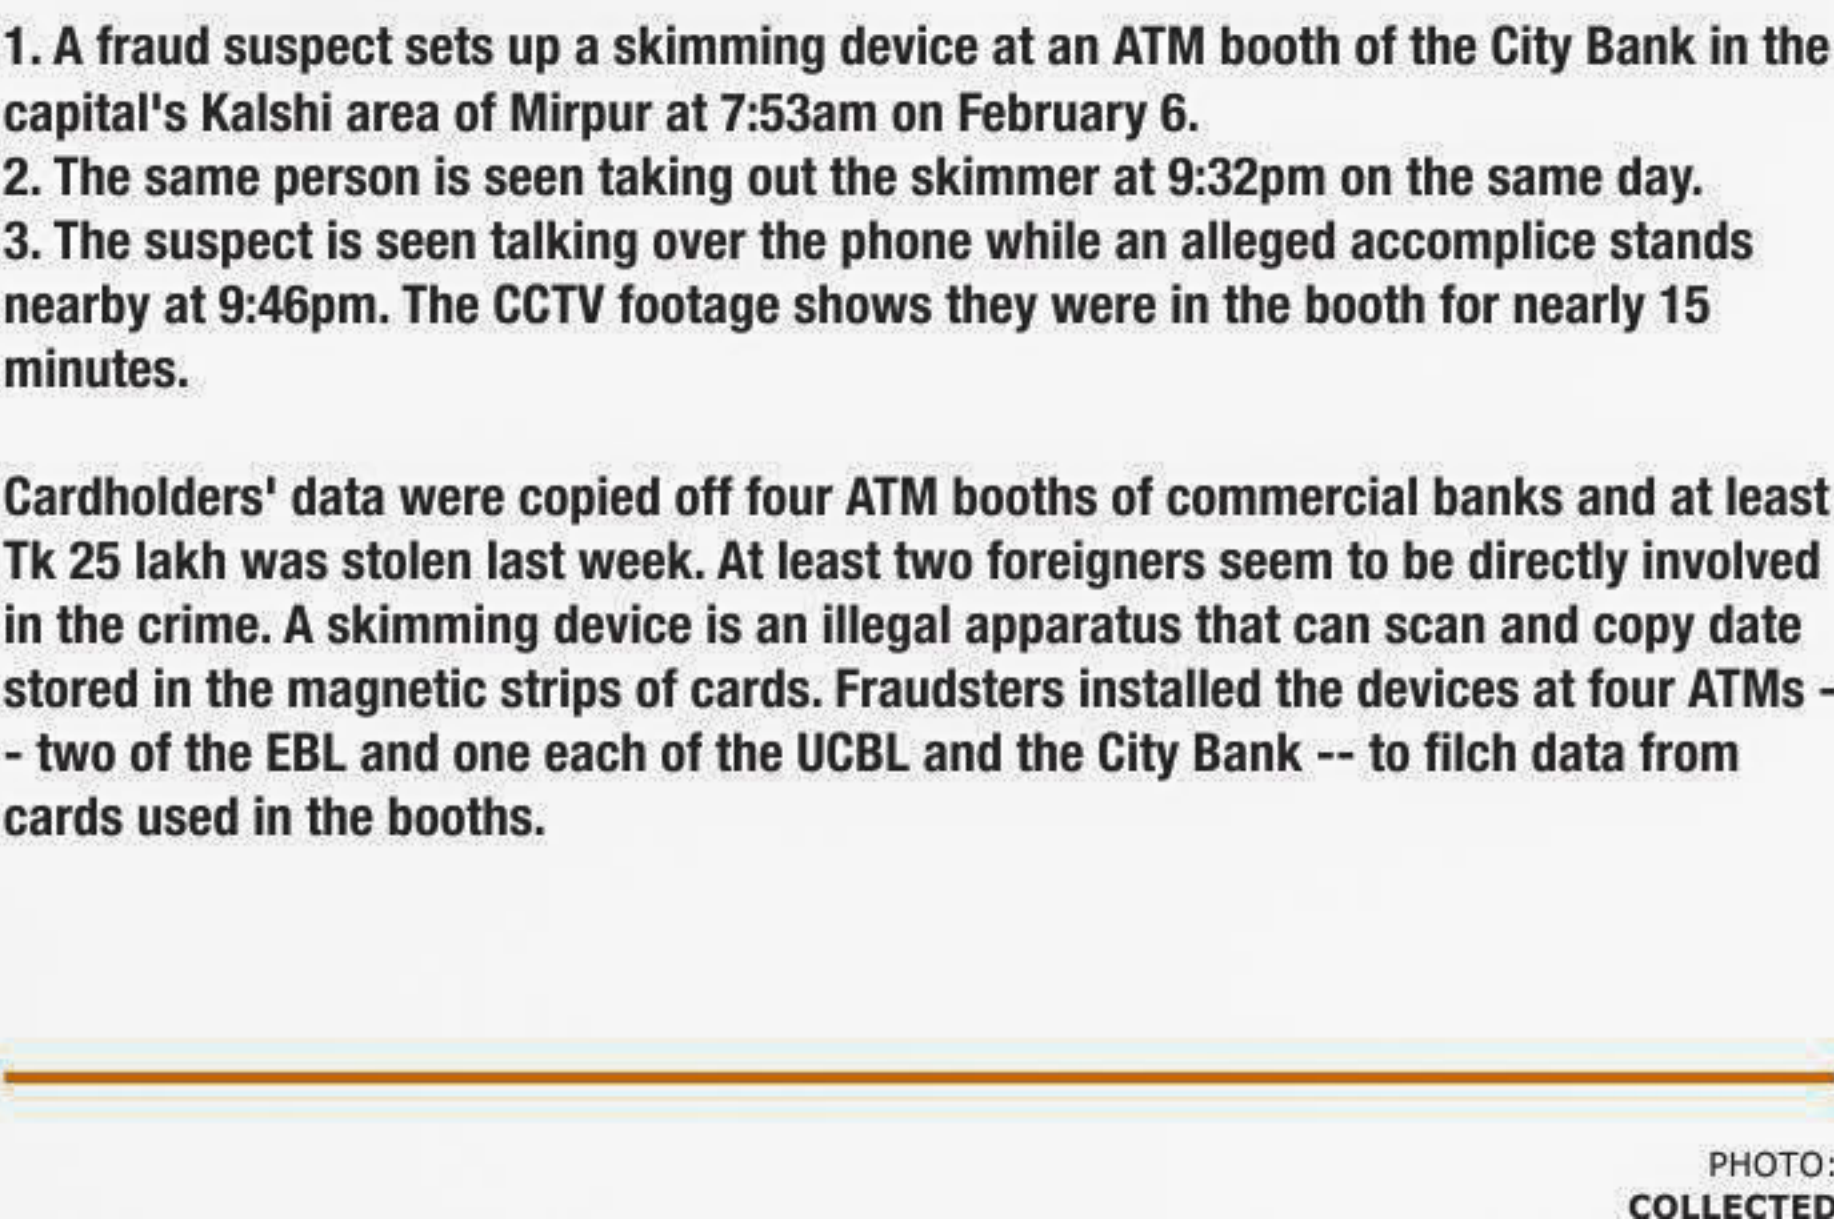 1. A fraud suspect sets up a skimming device at an ATM booth of the City Bank in the
capital's Kalshi area of Mirpur at 7:53am on February 6.
2. The same person is seen taking out the skimmer at 9:32pm on the same day.
3. The suspect is seen talking over the phone while an alleged accomplice stands
nearby at 9:46pm. The CCTV footage shows they were in the booth for nearly 15
minutes.
Cardholders' data were copied off four ATM booths of commercial banks and at least
Tk 25 lakh was stolen last week. At least two foreigners seem to be directly involved
in the crime. A skimming device is an illegal apparatus that can scan and copy date
stored in the magnetic strips of cards. Fraudsters installed the devices at four ATMs -
- two of the EBL and one each of the UCBL and the City Bank -- to filch data from
cards used in the booths.
PHOTO:
COLLECTED